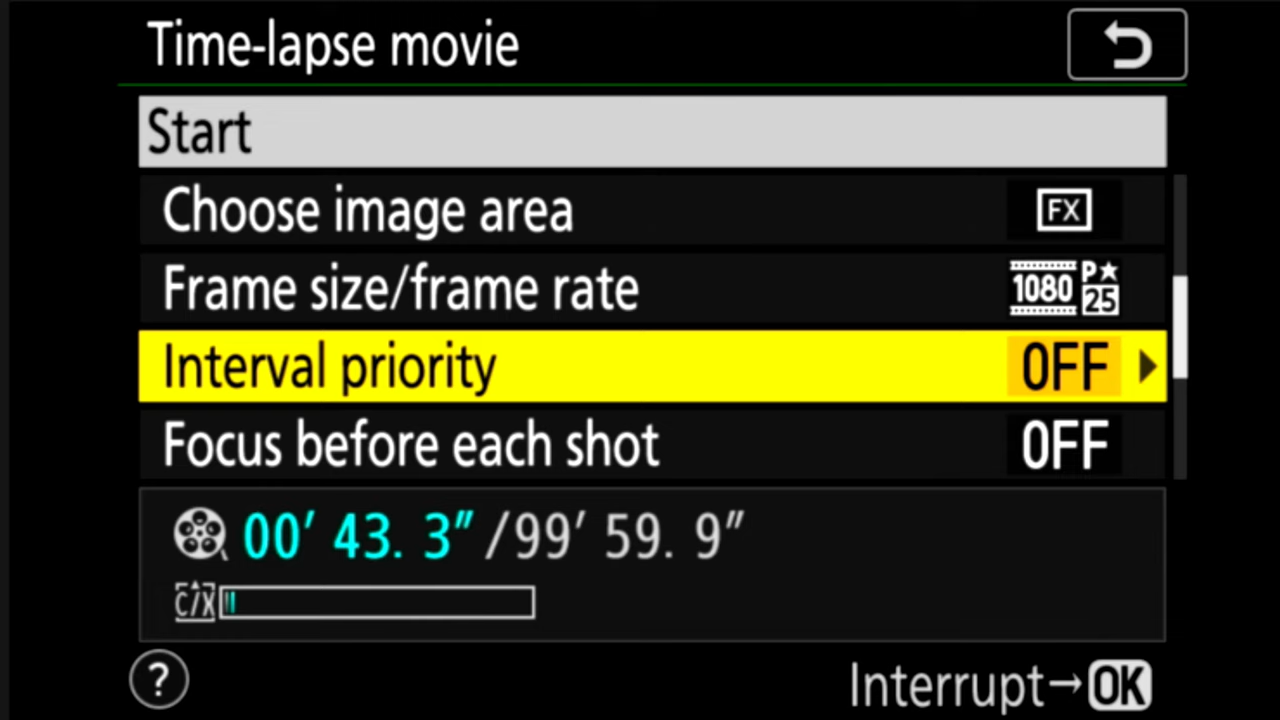 Time-lapse movie
Start
Choose image area FX
Frame size/frame rate 1080 P★ 25
Interval priority OFF
Focus before each shot OFF
00′ 43. 3″ /99′ 59. 9″
C/X
? Interrupt→OK